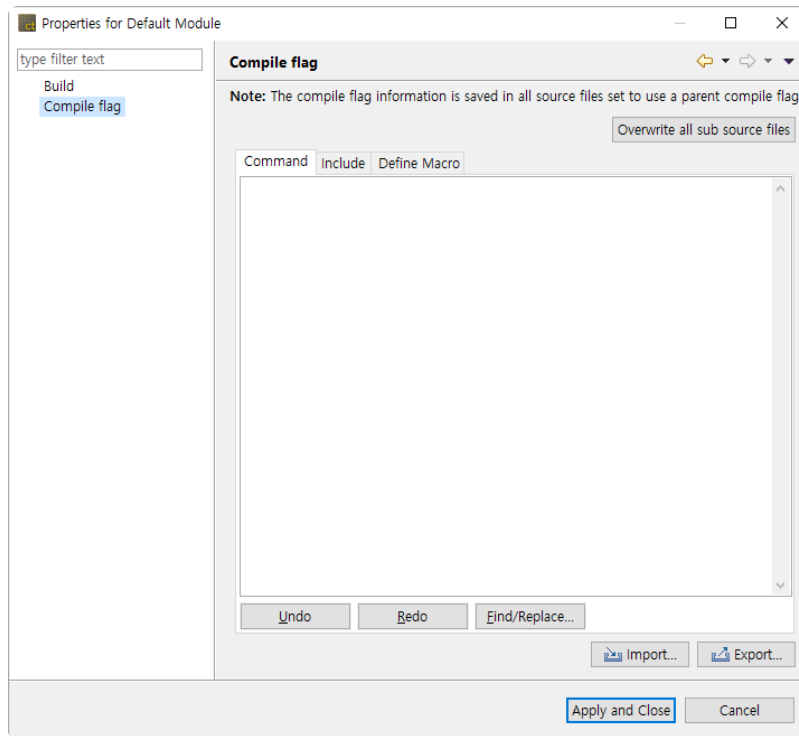 ct Properties for Default Module
type filter text
Build
Compile flag
Compile flag
Note: The compile flag information is saved in all source files set to use a parent compile flag
Overwrite all sub source files
Command Include Define Macro
Undo Redo Find/Replace...
Import... Export...
Apply and Close Cancel